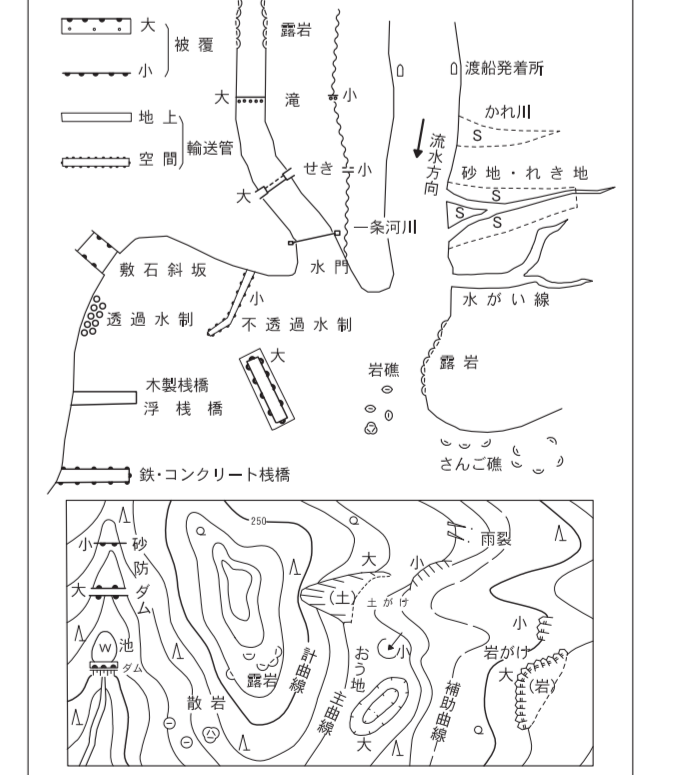 大
被覆
小
地上
輸送管
空間
露岩
大
滝
小
せき
小
大
一条河川
水門
渡船発着所
流水方向
かれ川
S
砂地・れき地
S
S
S
敷石斜坂
小
透過水制
不透過水制
大
水がい線
露岩
木製桟橋
浮桟橋
岩礁
さんご礁
鉄・コンクリート桟橋
小
砂防ダム
大
W
池
ダム
250
露岩
散岩
計曲線
主曲線
大
(土)
土がけ
小
雨裂
小
おう地
大
補助曲線
小
岩がけ
大
(岩)